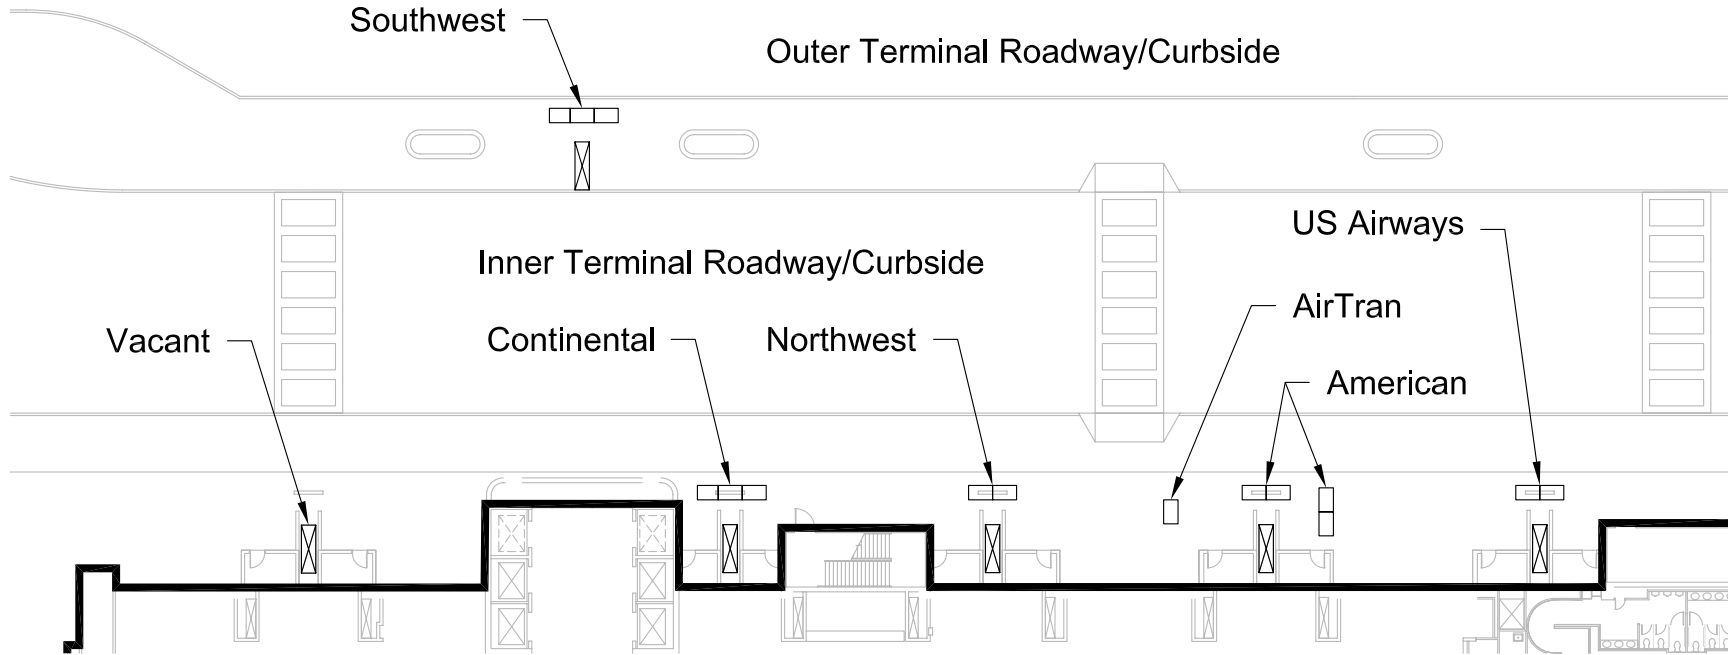 Southwest
Outer Terminal Roadway/Curbside
US Airways
Inner Terminal Roadway/Curbside
AirTran
Vacant
Continental
Northwest
American